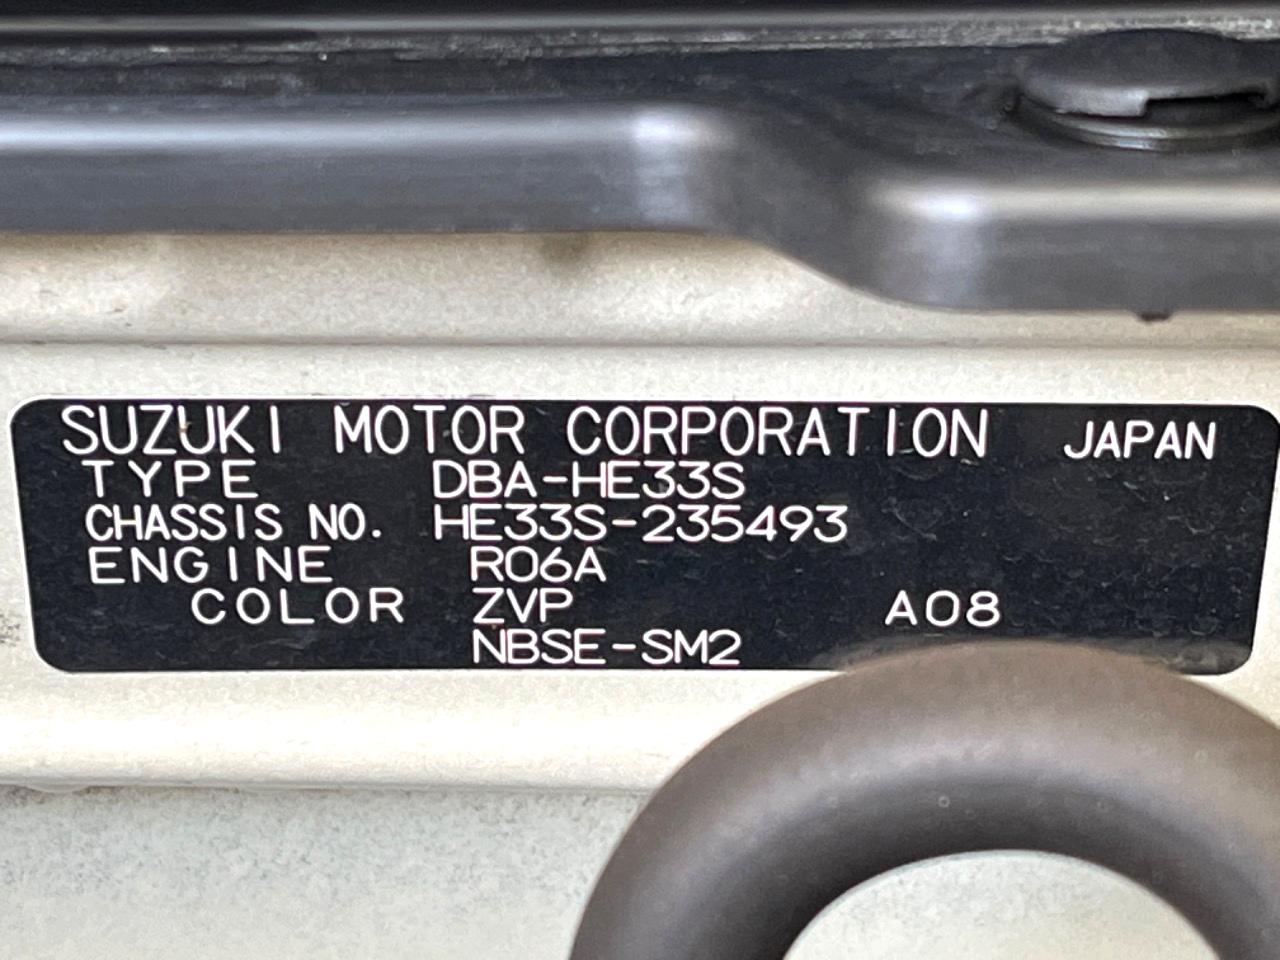 SUZUKI MOTOR CORPORATION JAPAN
TYPE DBA-HE33S
CHASSIS NO. HE33S-235493
ENGINE R06A
COLOR ZVP A08
NBSE-SM2